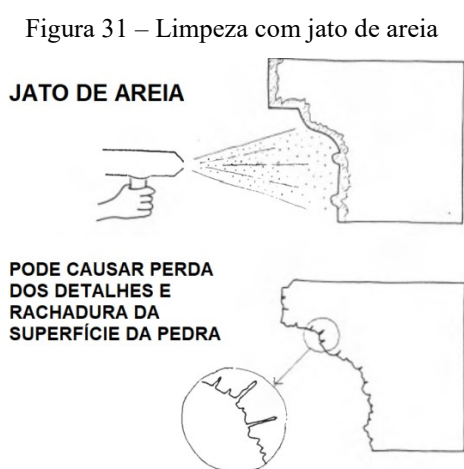 Figura 31 – Limpeza com jato de areia
JATO DE AREIA
PODE CAUSAR PERDA
DOS DETALHES E
RACHADURA DA
SUPERFÍCIE DA PEDRA